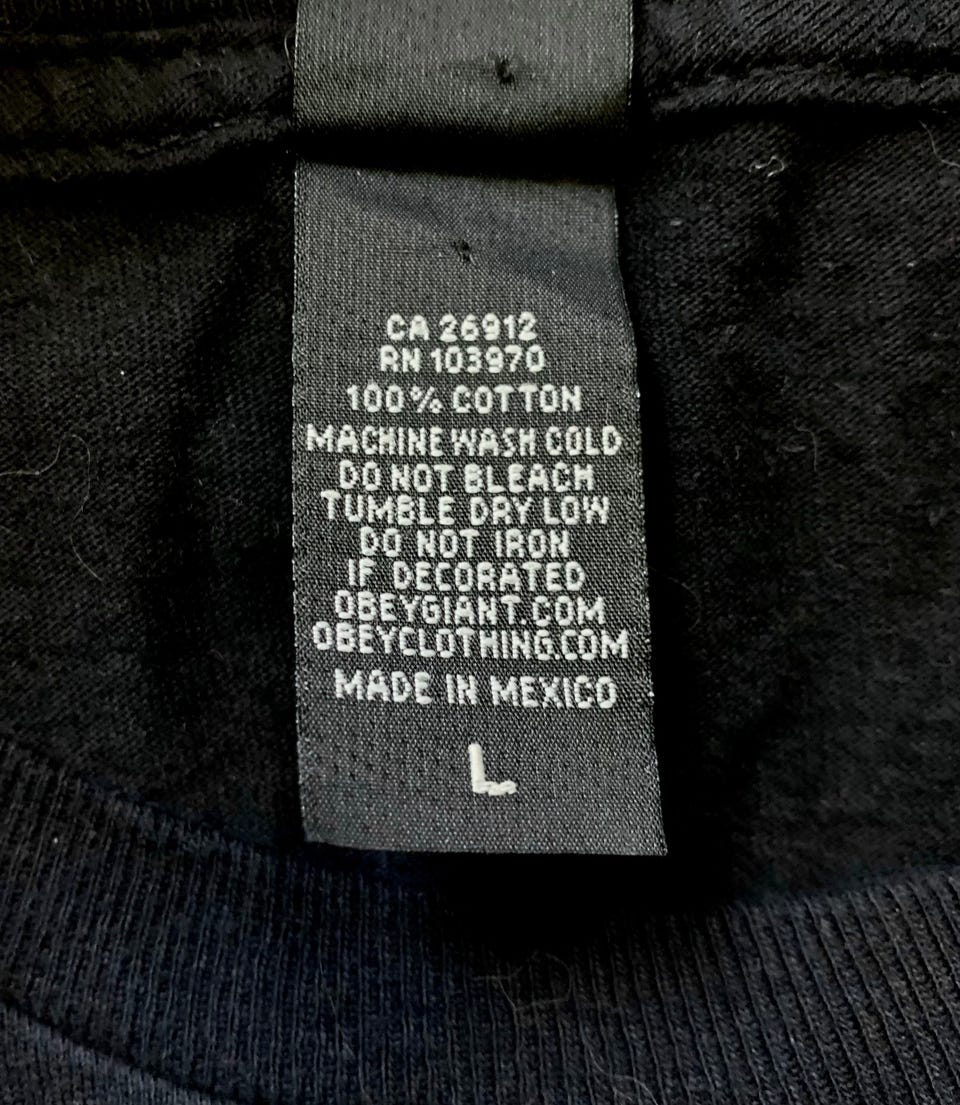 CA 26912
RN 103970
100% COTTON
MACHINE WASH COLD
DO NOT BLEACH
TUMBLE DRY LOW
DO NOT IRON
IF DECORATED
OBEYGIANT.COM
OBEYCLOTHING.COM
MADE IN MEXICO
L